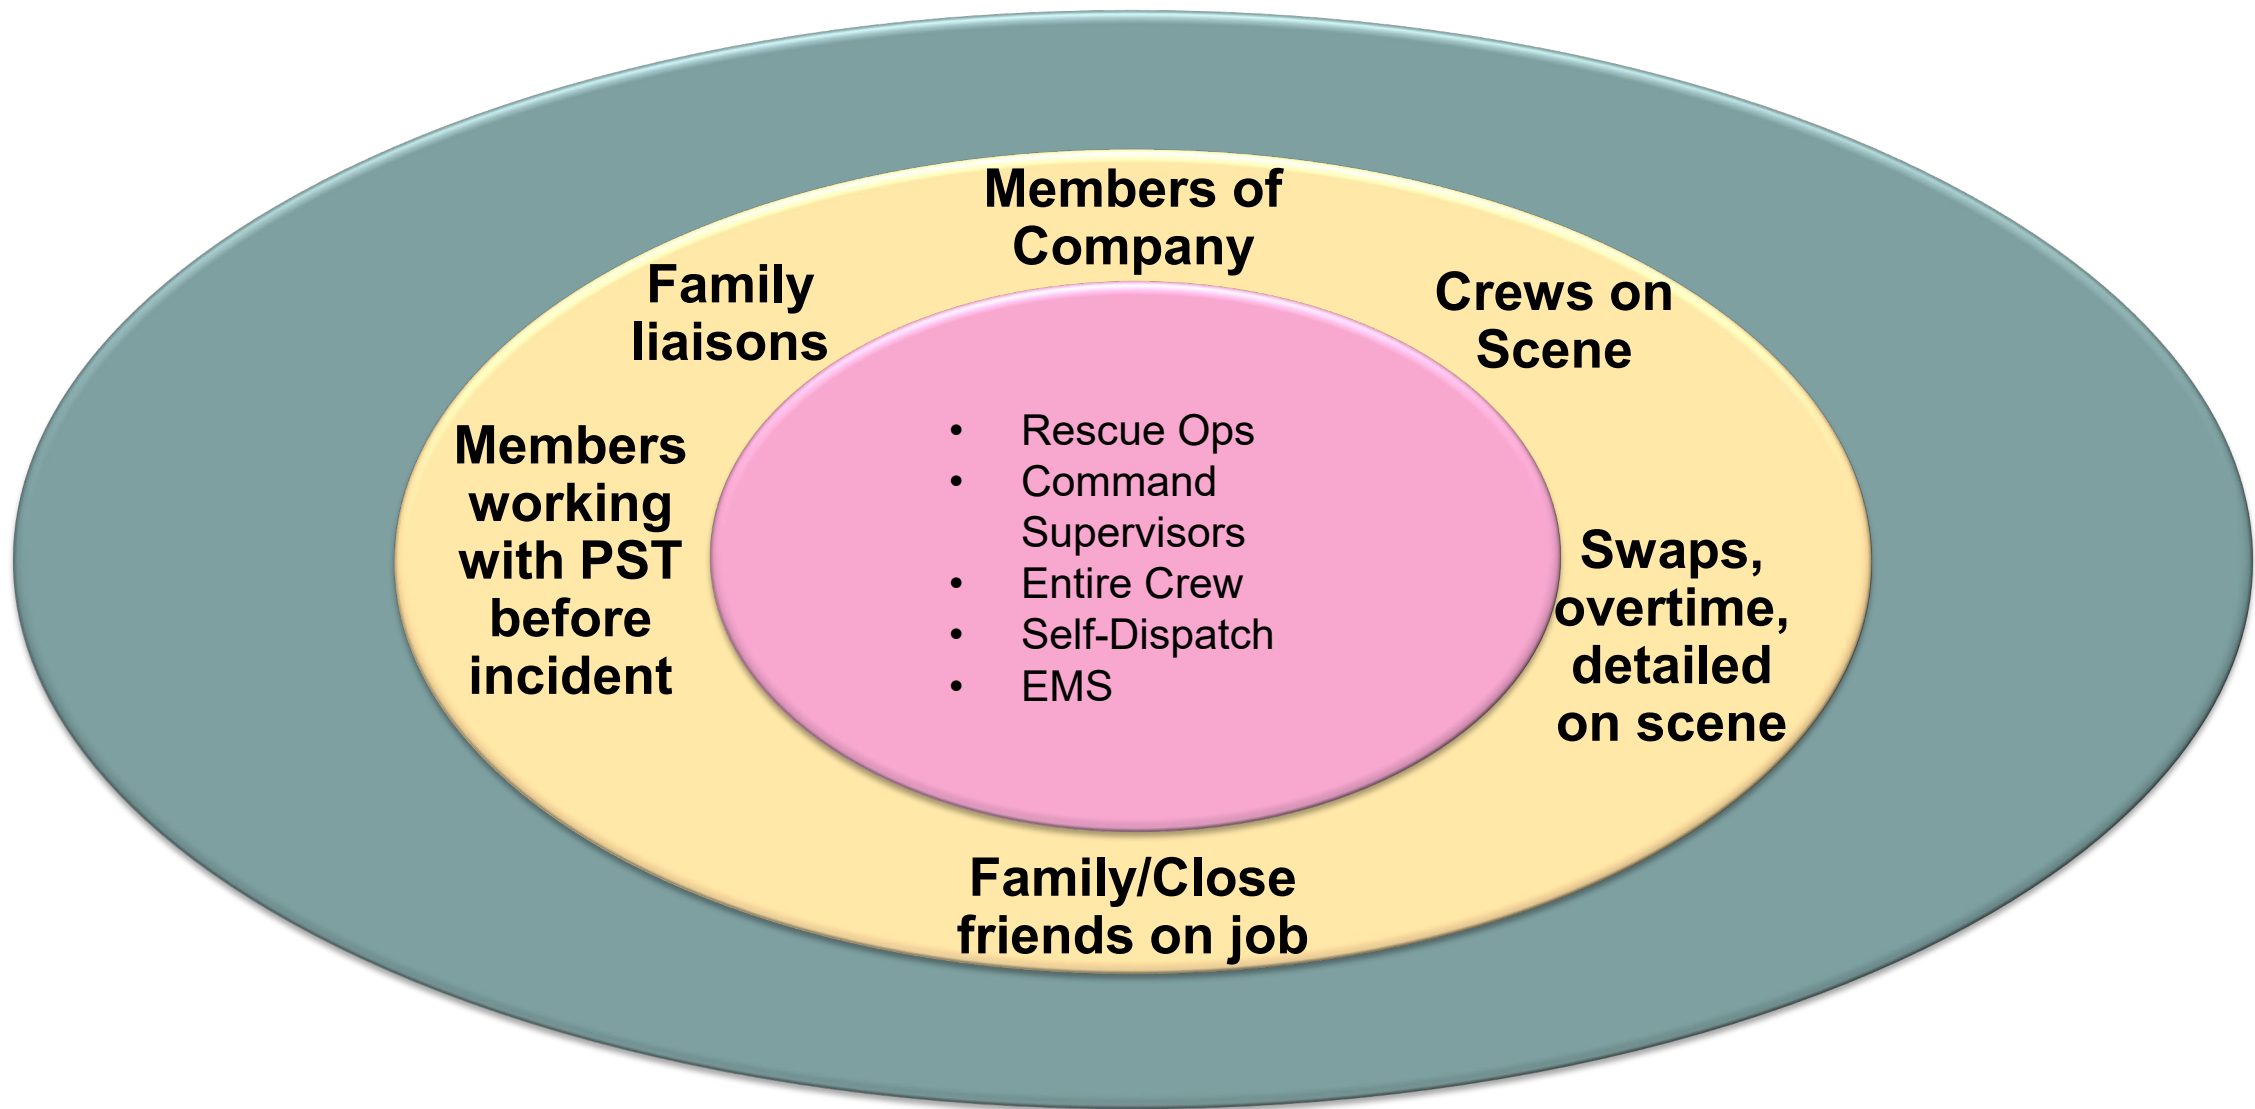 Members of
Company
Family
liaisons
Crews on
Scene
Members
working
with PST
before
incident
• Rescue Ops
• Command
Supervisors
• Entire Crew
• Self-Dispatch
• EMS
Swaps,
overtime,
detailed
on scene
Family/Close
friends on job